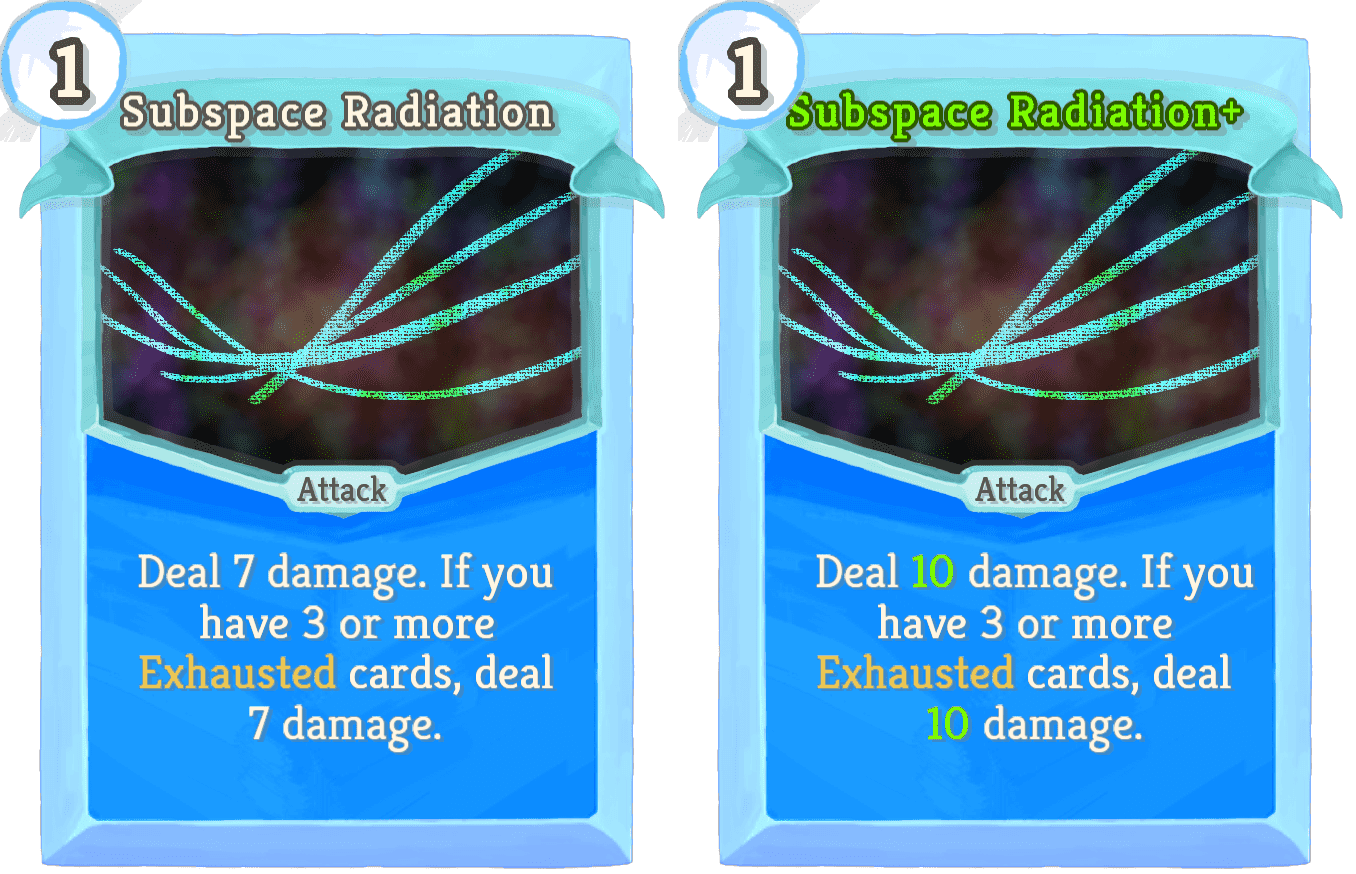 1
Subspace Radiation
Attack
Deal 7 damage. If you
have 3 or more
Exhausted cards, deal
7 damage.
1
Subspace Radiation+
Attack
Deal 10 damage. If you
have 3 or more
Exhausted cards, deal
10 damage.